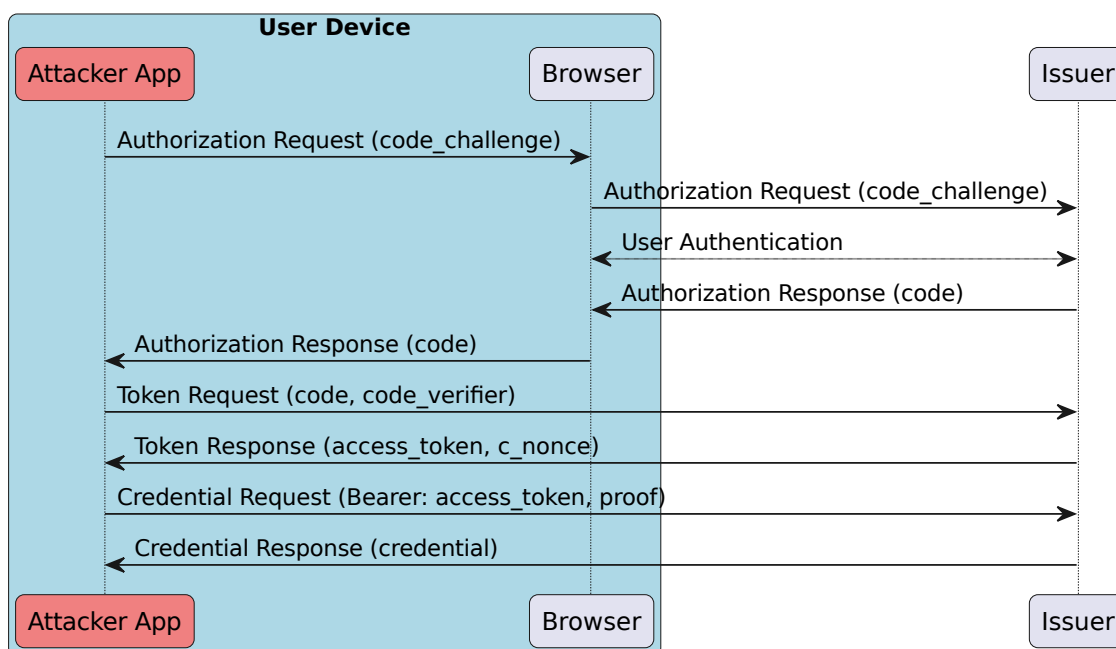 User Device
Attacker App
Browser
Issuer
Authorization Request (code_challenge)
Authorization Request (code_challenge)
User Authentication
Authorization Response (code)
Authorization Response (code)
Token Request (code, code_verifier)
Token Response (access_token, c_nonce)
Credential Request (Bearer: access_token, proof)
Credential Response (credential)
Attacker App
Browser
Issuer